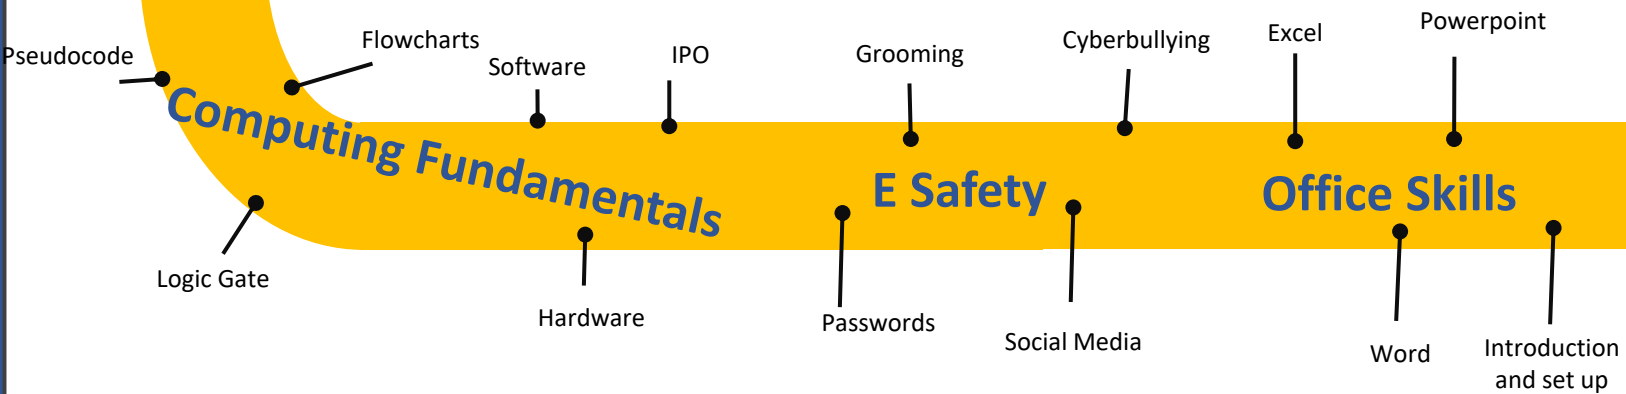 Powerpoint
Excel
Cyberbullying
Flowcharts
Pseudocode
Software
IPO
Grooming
Computing Fundamentals
E Safety
Office Skills
Logic Gate
Hardware
Passwords
Social Media
Word
Introduction
and set up